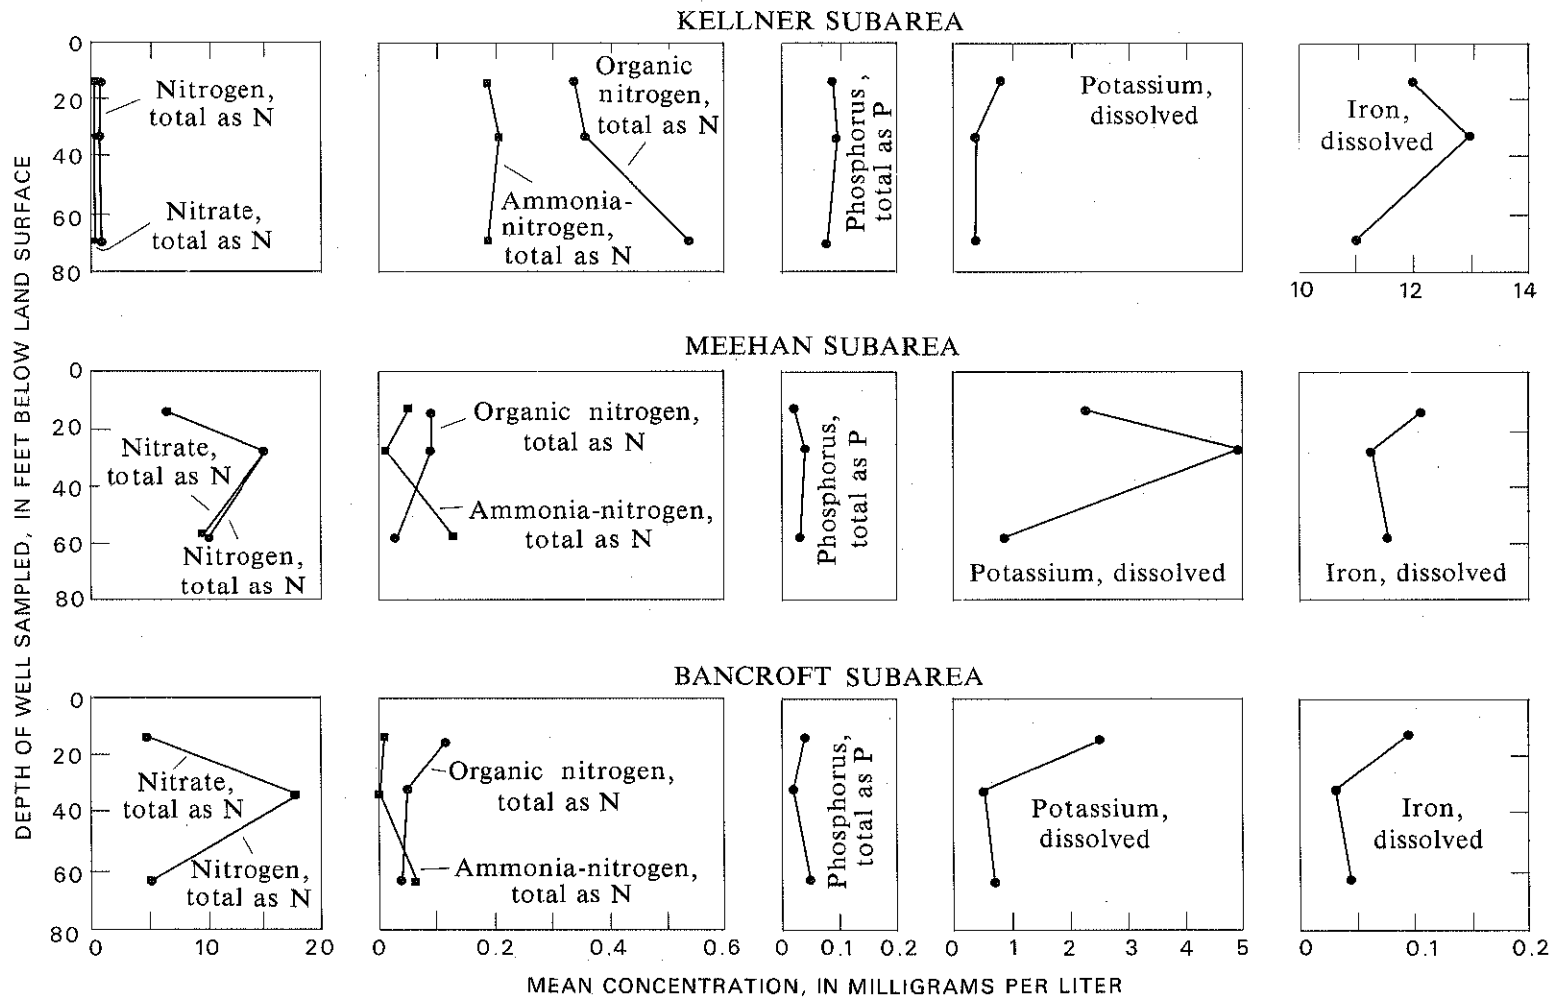 KELLNER SUBAREA
0
20
40
60
80
Nitrogen,
total as N
Nitrate,
total as N
Organic
nitrogen,
total as N
Ammonia-
nitrogen,
total as N
Phosphorus,
total as P
Potassium,
dissolved
Iron,
dissolved
10 12 14
MEEHAN SUBAREA
0
20
40
60
80
Nitrate,
total as N
Nitrogen,
total as N
Organic nitrogen,
total as N
Ammonia-nitrogen,
total as N
Phosphorus,
total as P
Potassium, dissolved
Iron, dissolved
BANCROFT SUBAREA
0
20
40
60
80
Nitrate,
total as N
Nitrogen,
total as N
Organic nitrogen,
total as N
Ammonia-nitrogen,
total as N
Phosphorus,
total as P
Potassium,
dissolved
Iron,
dissolved
0 10 20
0 0.2 0.4 0.6
0 0.1 0.2
0 1 2 3 4 5
0 0.1 0.2
MEAN CONCENTRATION, IN MILLIGRAMS PER LITER
DEPTH OF WELL SAMPLED, IN FEET BELOW LAND SURFACE